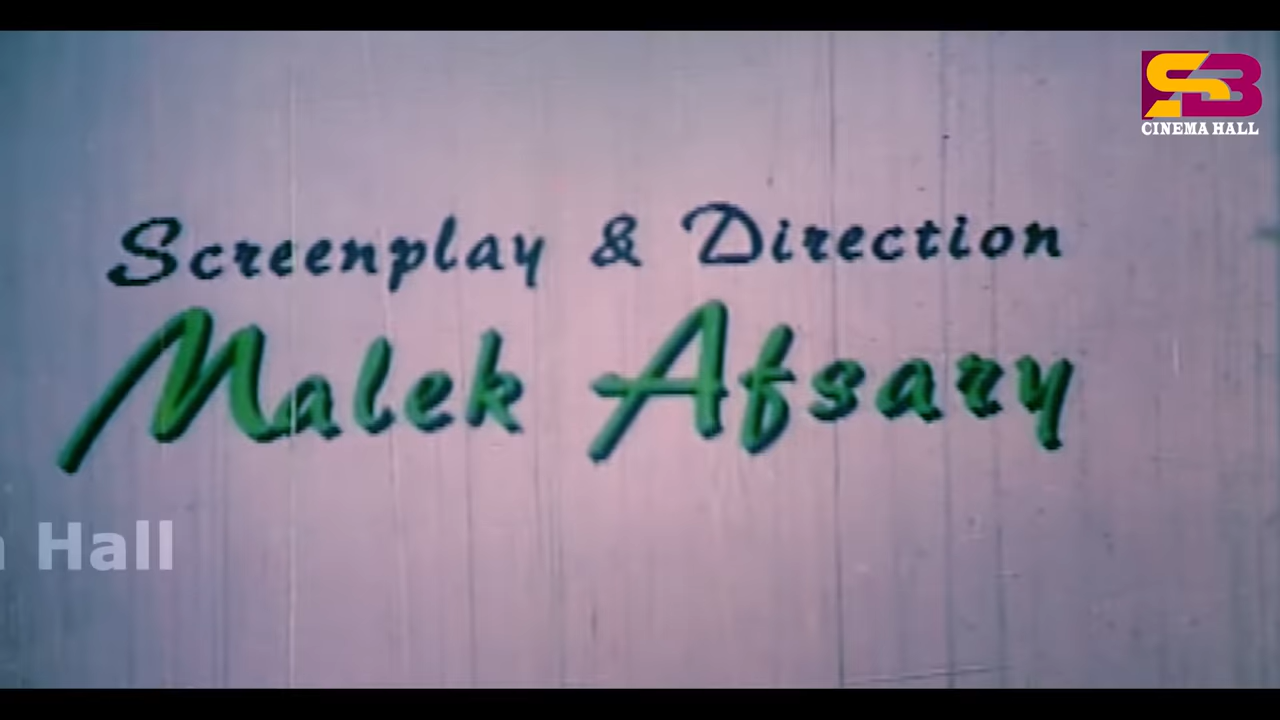 SB
CINEMA HALL
Screenplay & Direction
Malek Afsary
Hall